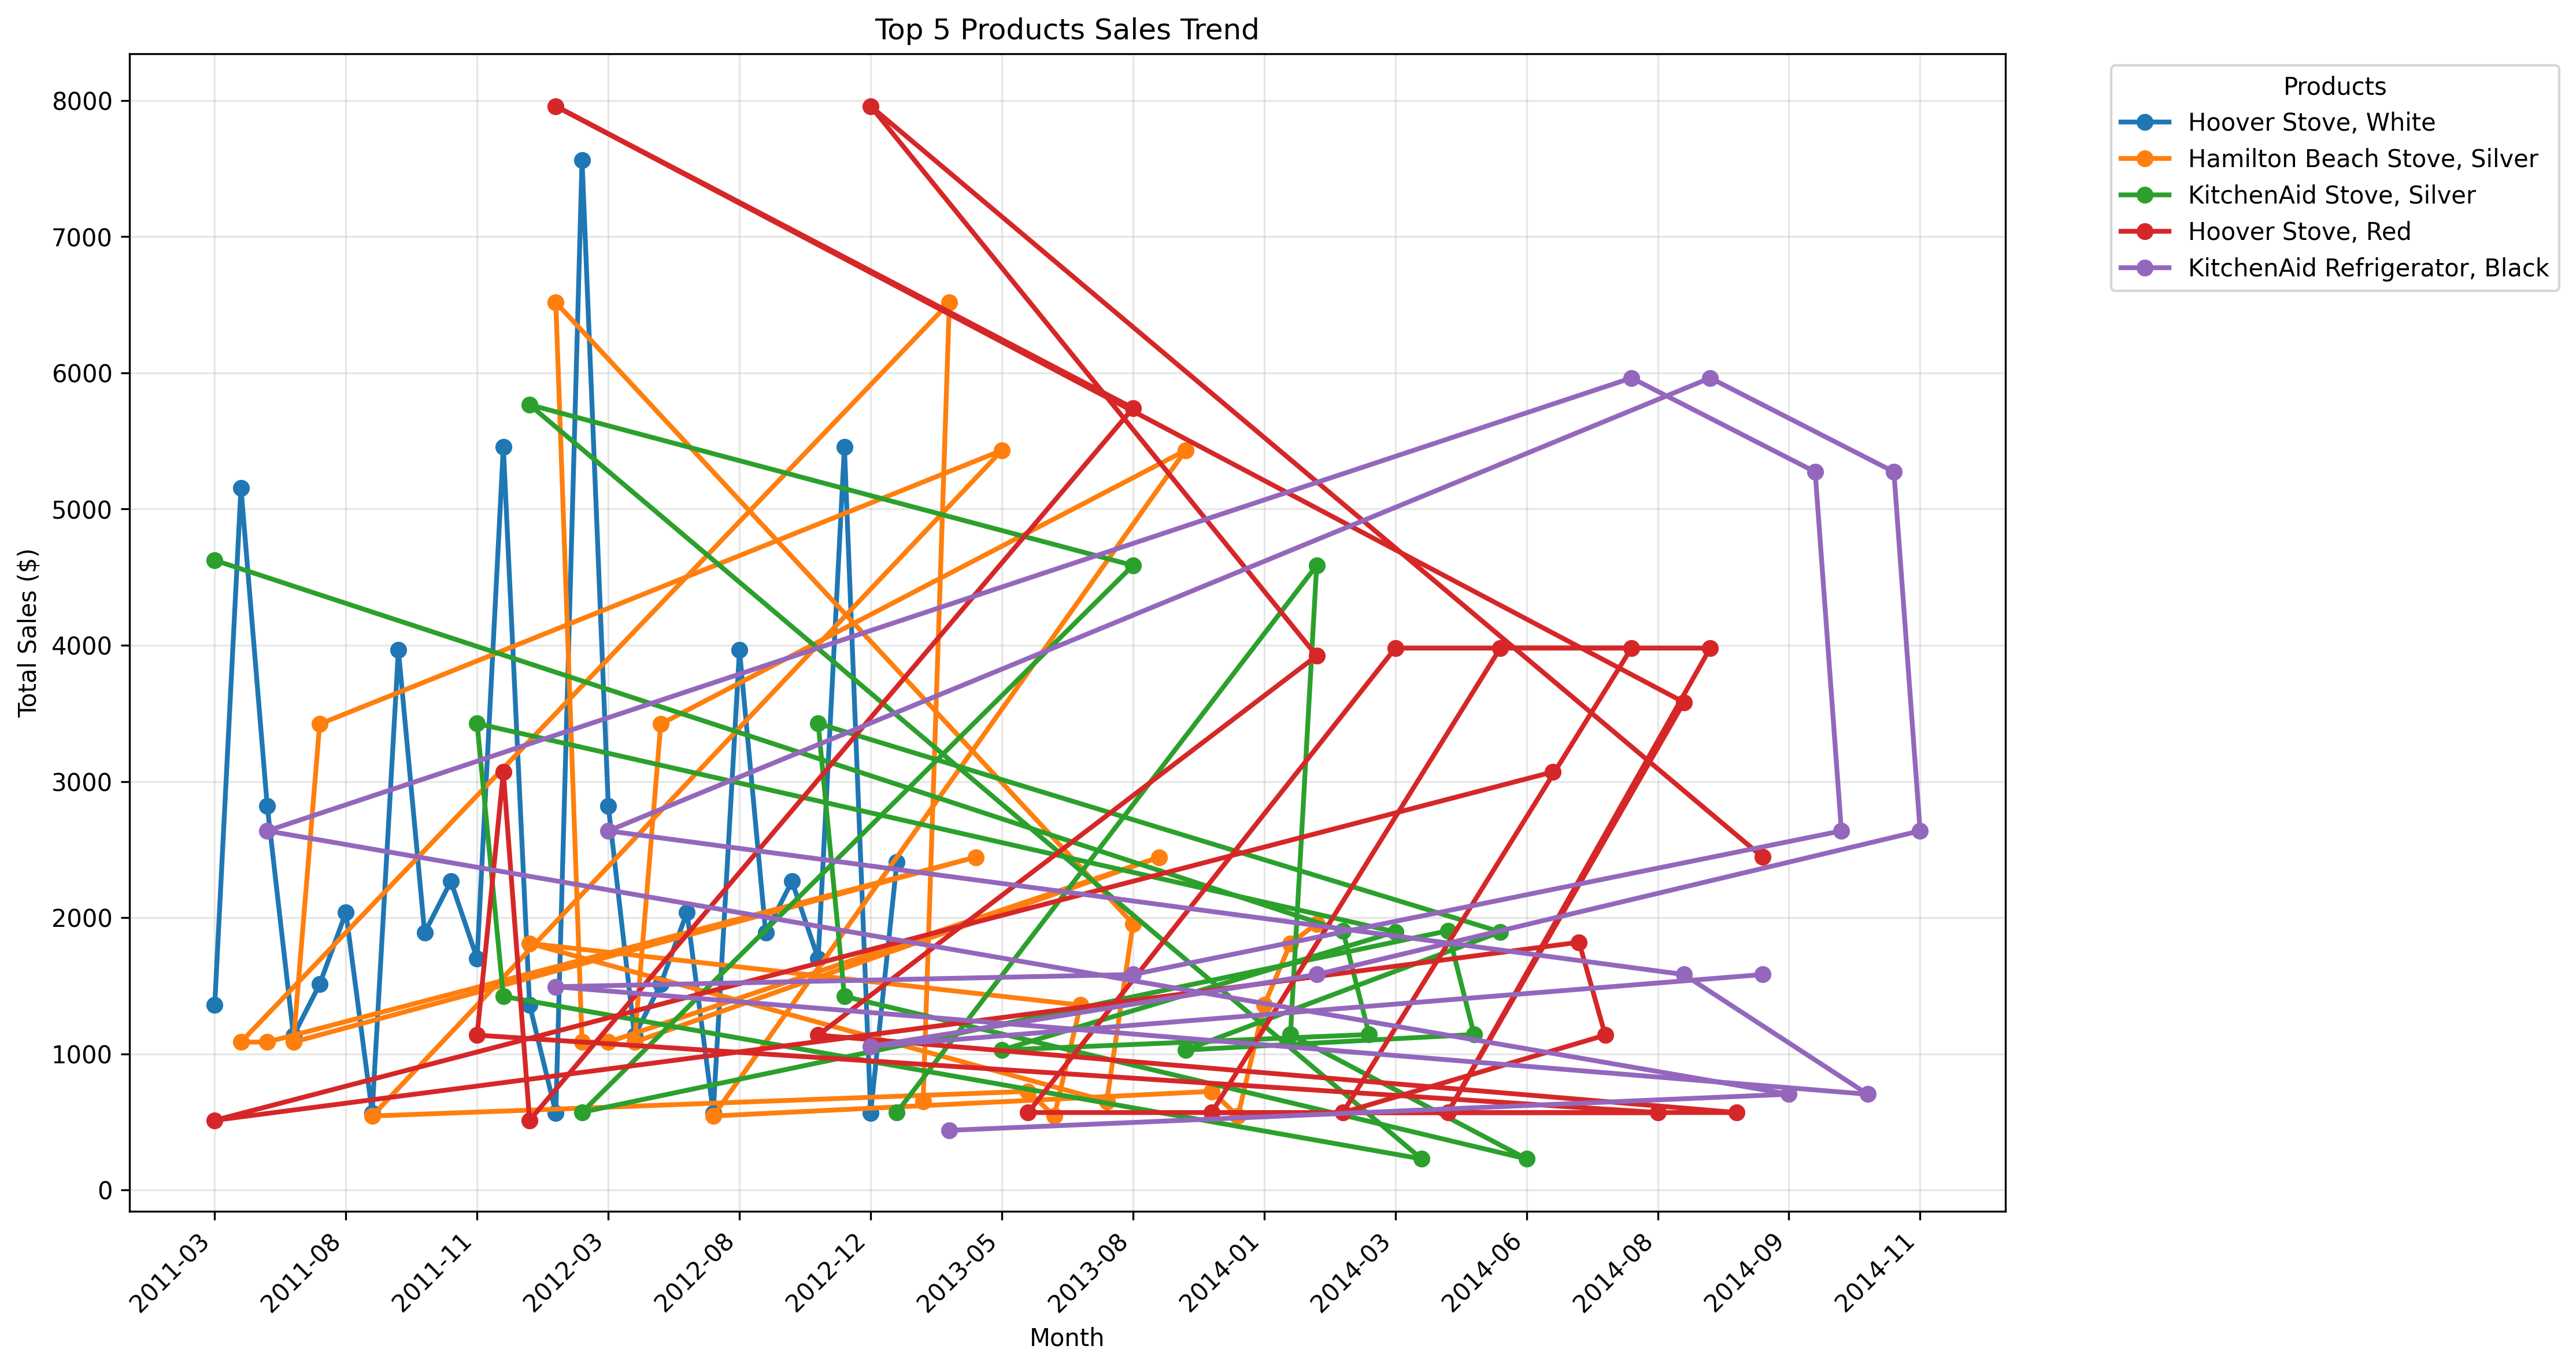 Top 5 Products Sales Trend
Products
Hoover Stove, White
Hamilton Beach Stove, Silver
KitchenAid Stove, Silver
Hoover Stove, Red
KitchenAid Refrigerator, Black
Total Sales ($)
8000
7000
6000
5000
4000
3000
2000
1000
0
2011-03
2011-08
2011-11
2012-03
2012-08
2012-12
2013-05
2013-08
2014-01
2014-03
2014-06
2014-08
2014-09
2014-11
Month